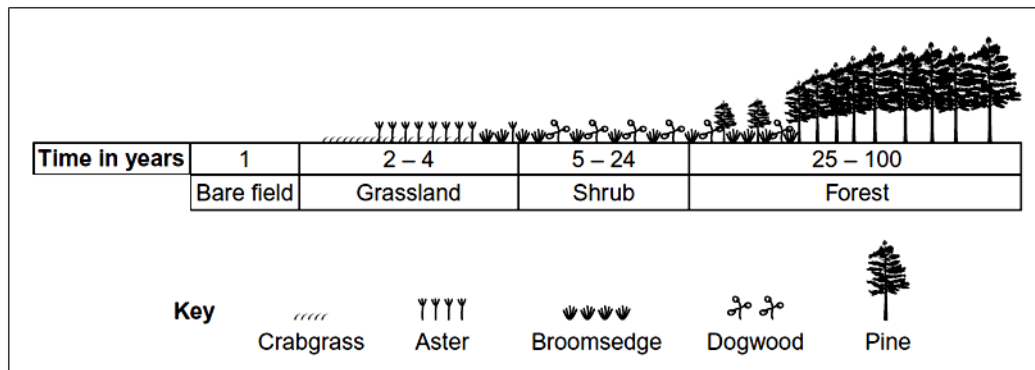 Time in years 1 2 – 4 5 – 24 25 – 100
Bare field Grassland Shrub Forest
Key
Crabgrass Aster Broomsedge Dogwood Pine